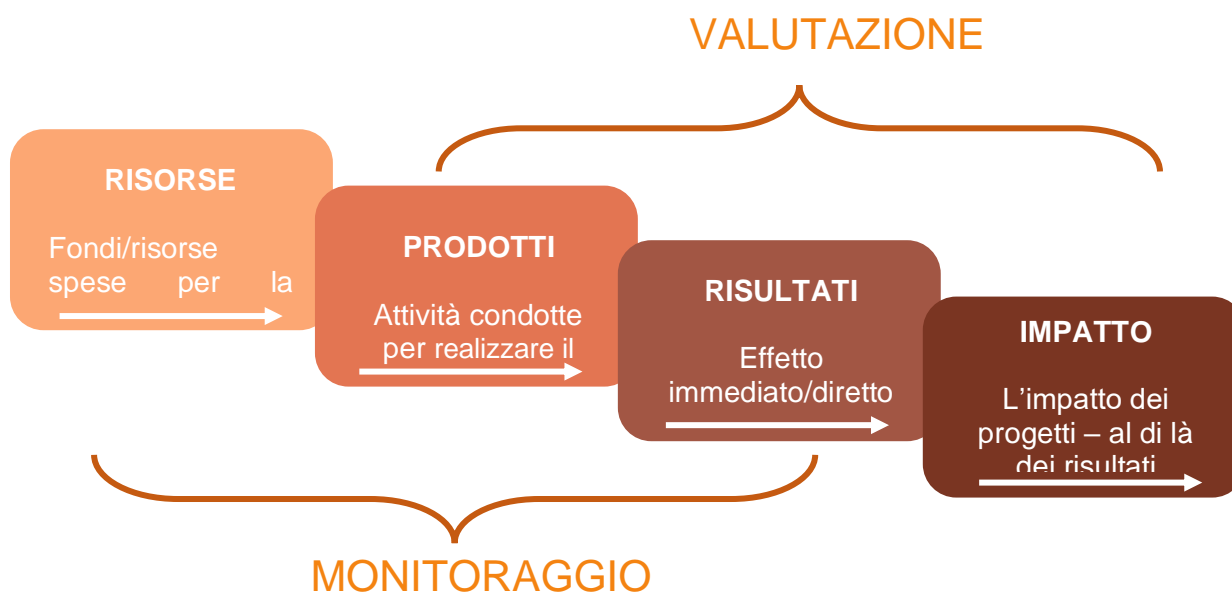 VALUTAZIONE
RISORSE
Fondi/risorse
spese per la
PRODOTTI
Attività condotte
per realizzare il
RISULTATI
Effetto
immediato/diretto
IMPATTO
L'impatto dei
progetti – al di là
dei risultati
MONITORAGGIO